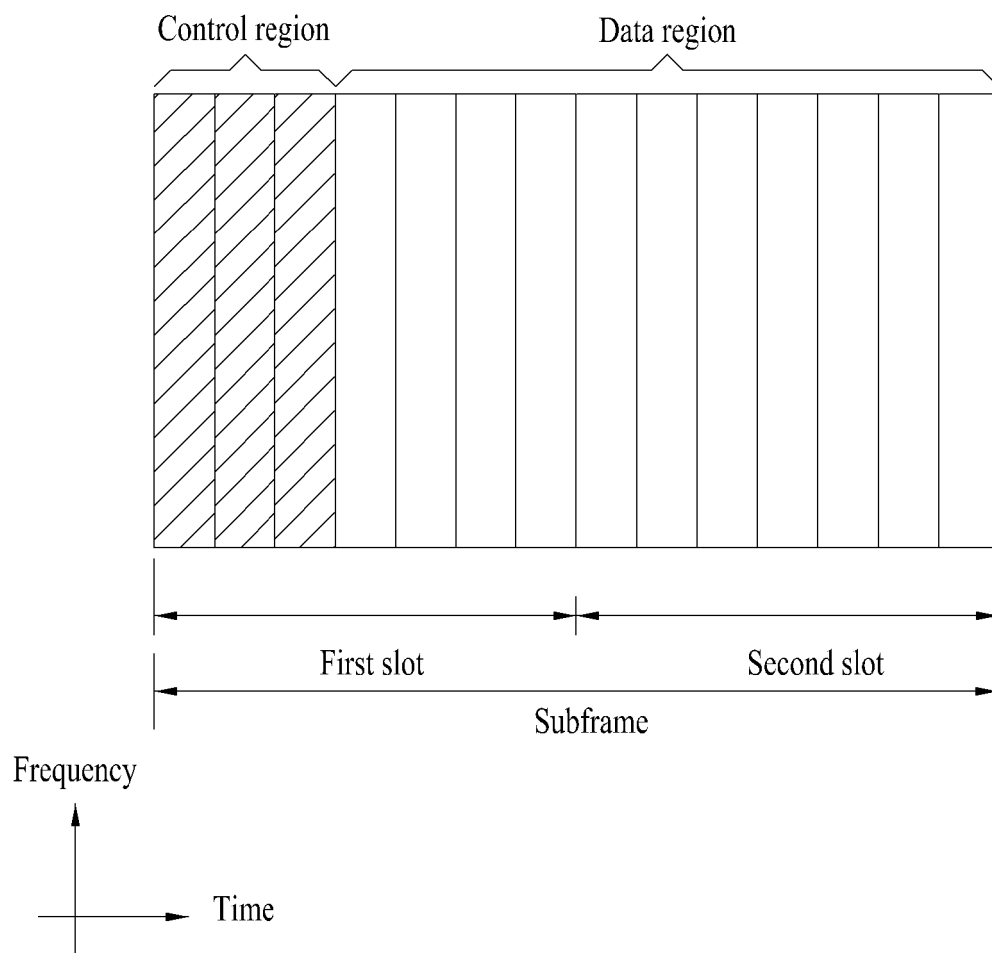 Control region
Data region
First slot
Second slot
Subframe
Frequency
Time